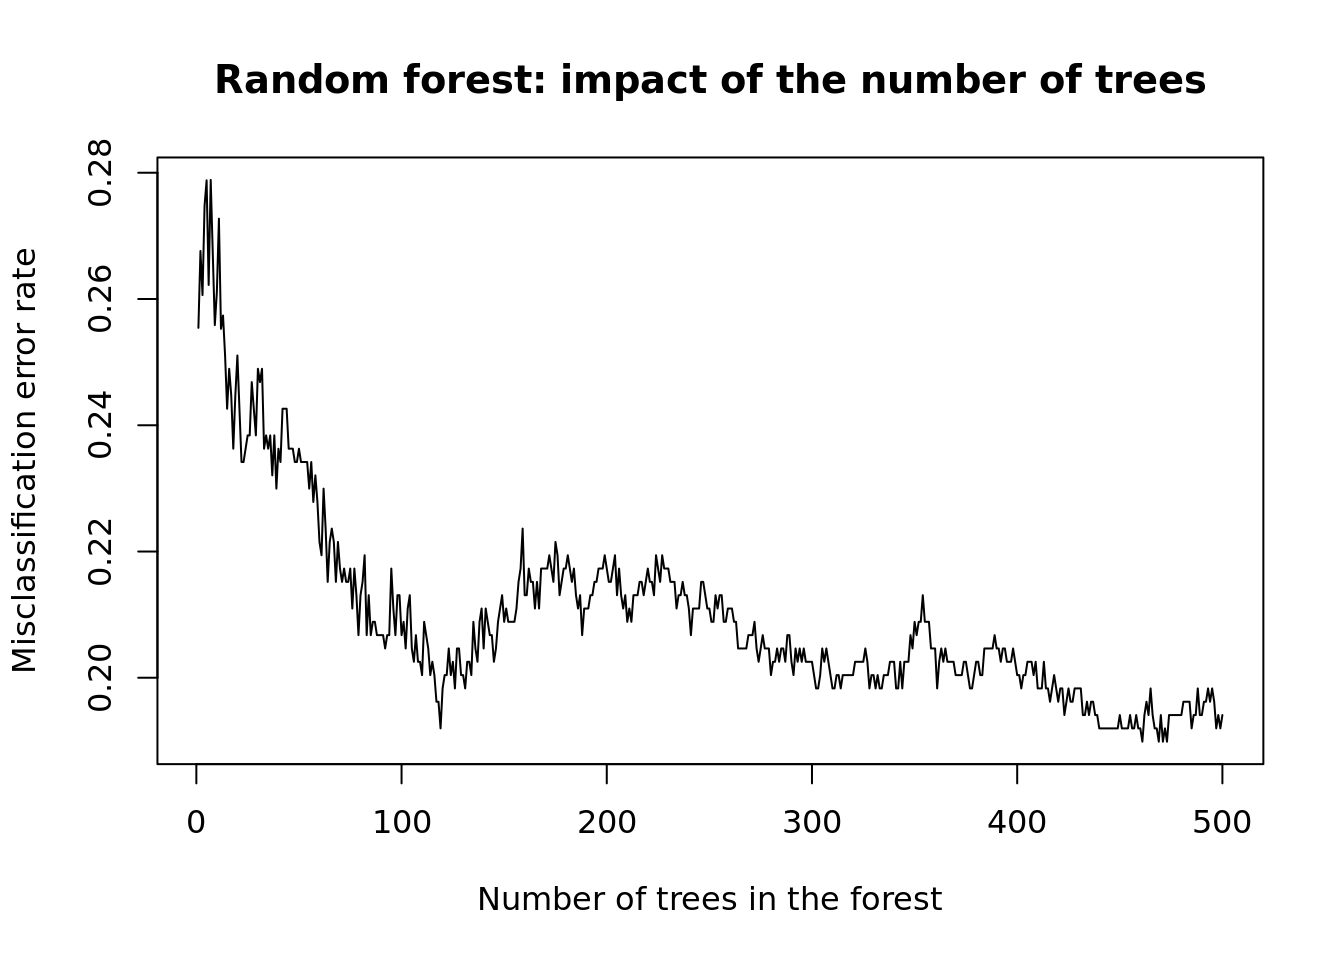 Random forest: impact of the number of trees
Misclassification error rate
0.28
0.26
0.24
0.22
0.20
0 100 200 300 400 500
Number of trees in the forest